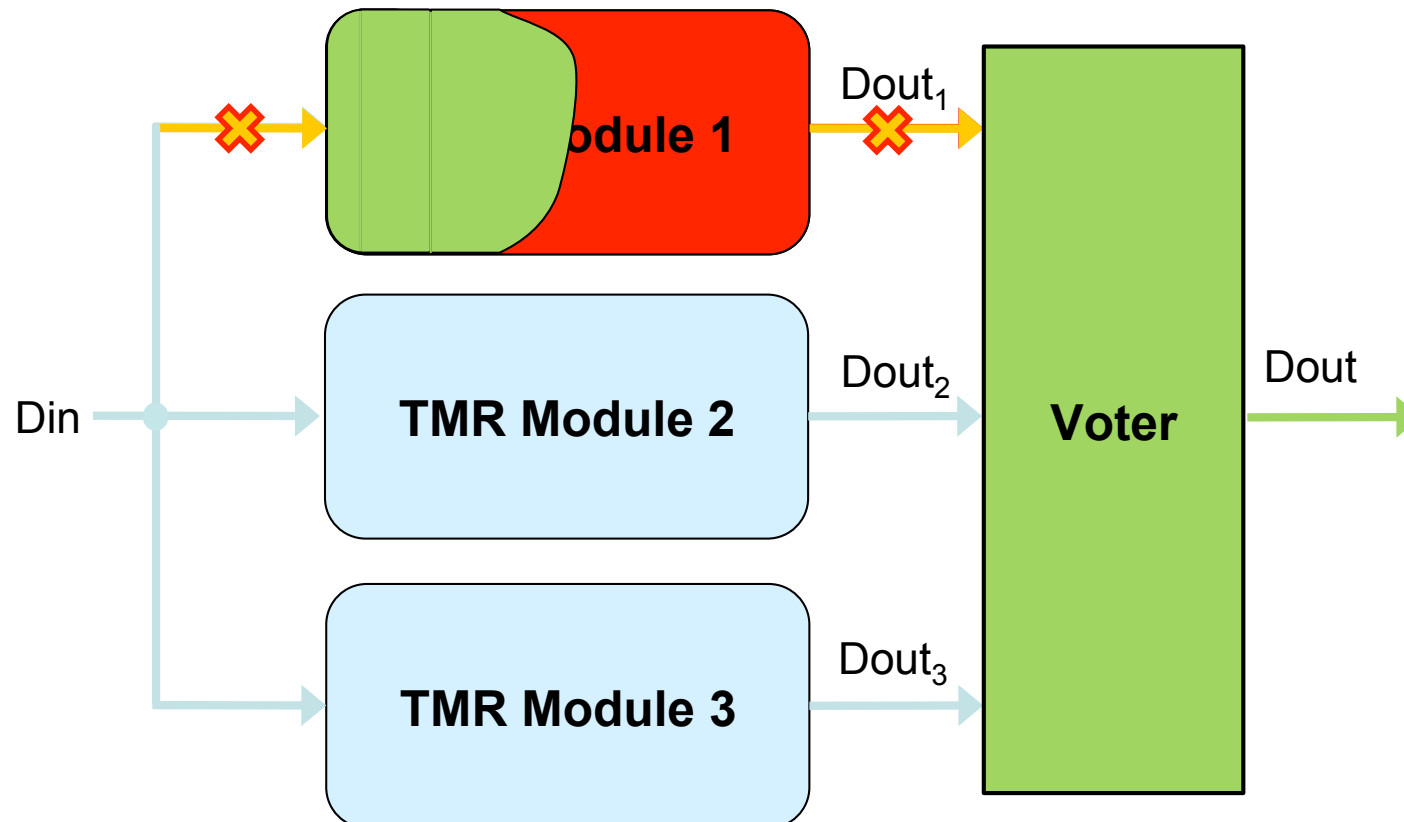 Dout₁
odule 1
Din
TMR Module 2
Dout₂
Voter
Dout
TMR Module 3
Dout₃